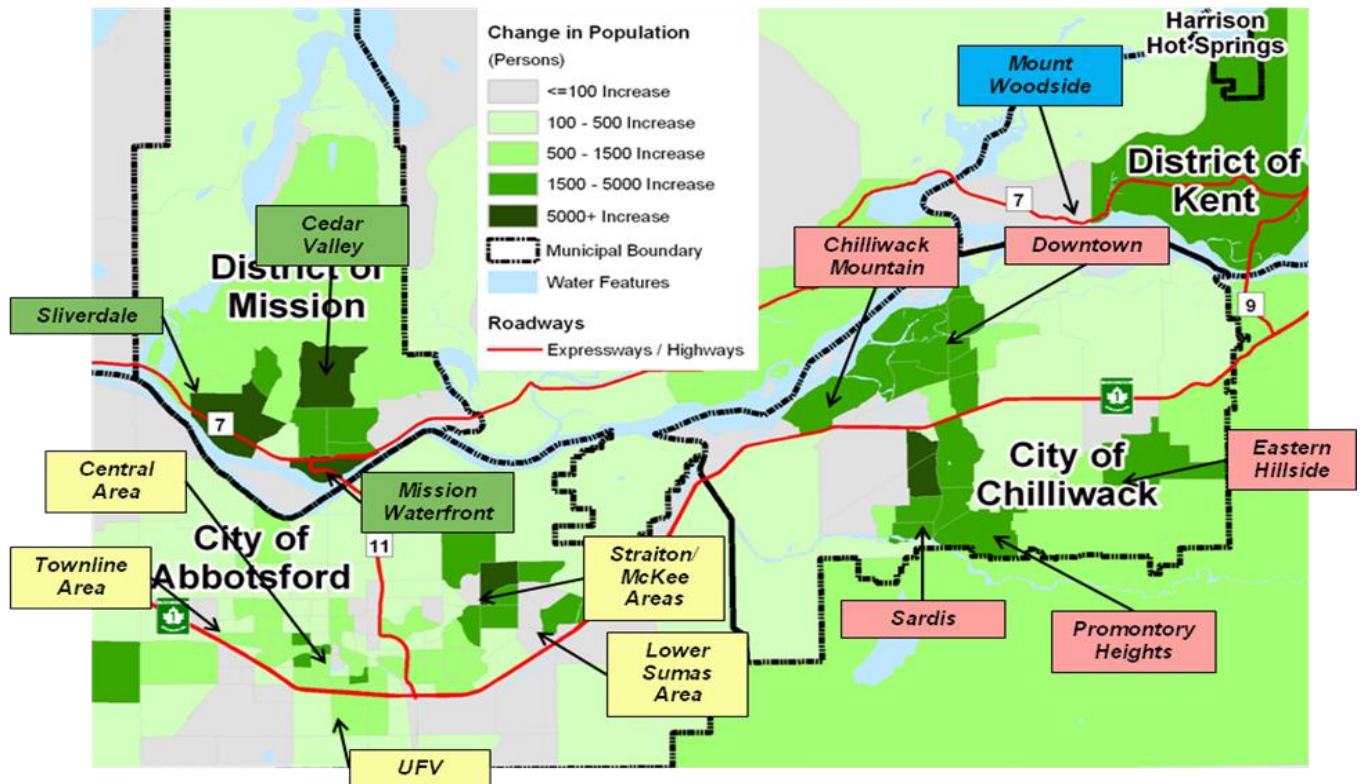 Change in Population
(Persons)
<=100 Increase
100 - 500 Increase
500 - 1500 Increase
1500 - 5000 Increase
5000+ Increase
Municipal Boundary
Water Features
Roadways
Expressways / Highways
Harrison
Hot Springs
Mount
Woodside
District of
Kent
7
Chilliwack
Mountain
Downtown
9
1
City of
Chilliwack
Eastern
Hillside
Sardis
Promontory
Heights
Cedar
Valley
District of
Mission
Sliverdale
7
Mission
Waterfront
Central
Area
City of
Abbotsford
11
Townline
Area
1
Straiton/
McKee
Areas
Lower
Sumas
Area
UFV